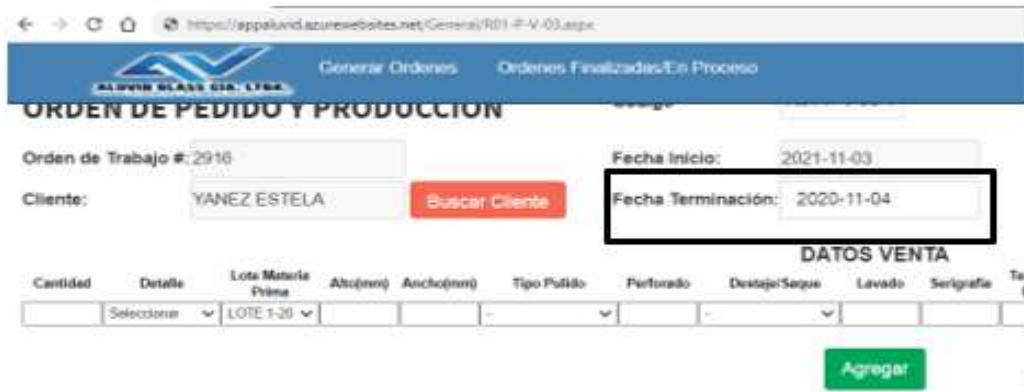 https://appaluvid.azurewebsites.net/General/R01-P-V-03.aspx
ALUVID GLASS CIA. LTDA.
Generar Ordenes
Ordenes Finalizadas/En Proceso
ORDEN DE PEDIDO Y PRODUCCION
Orden de Trabajo #: 2916
Fecha Inicio: 2021-11-03
Cliente: YANEZ ESTELA Buscar Cliente
Fecha Terminación: 2020-11-04
DATOS VENTA
Cantidad Detalle Lote Materia Prima Alto(mm) Ancho(mm) Tipo Pulido Perforado Destaje/Saque Lavado Serigrafia
Seleccionar LOTE 1-20 - -
Agregar